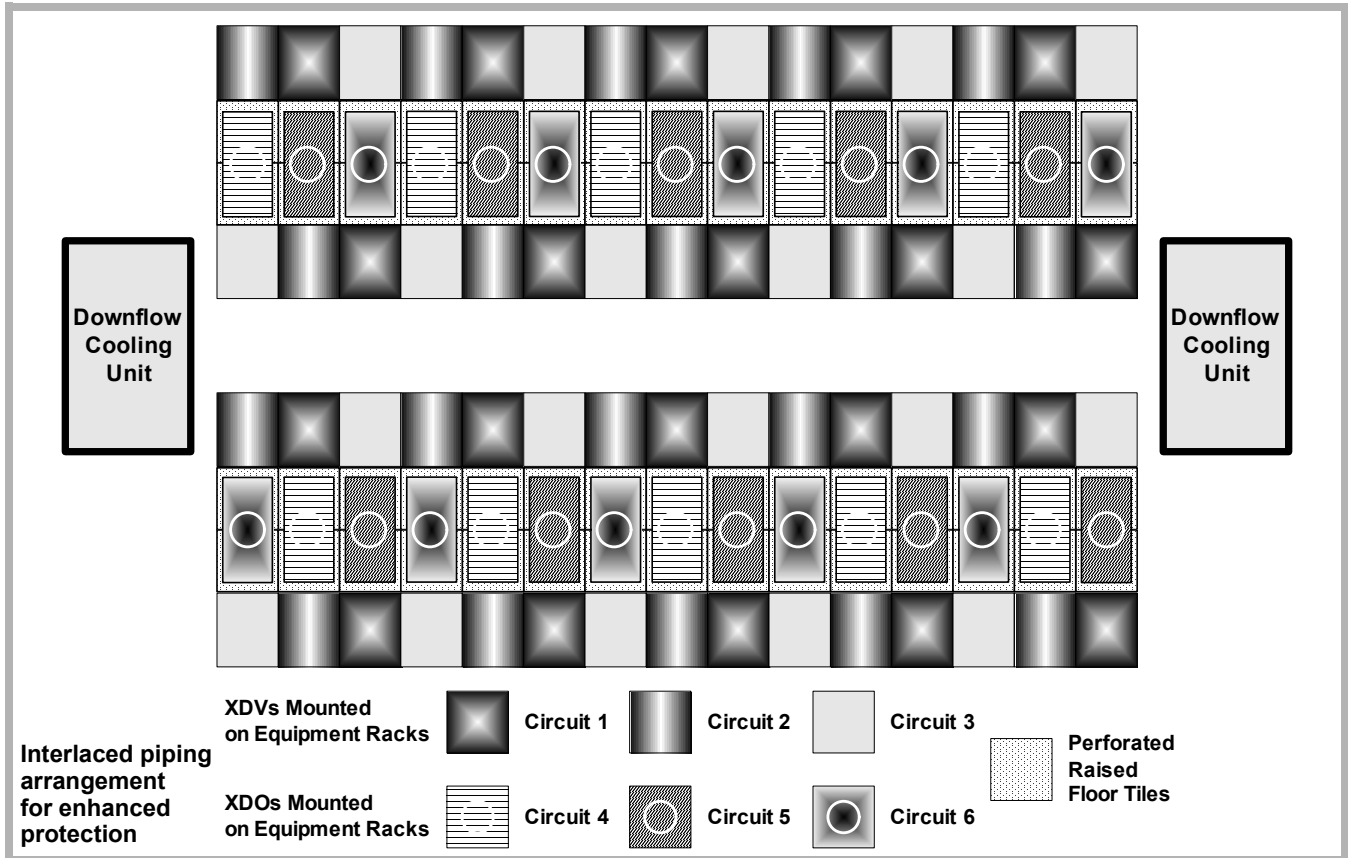 Downflow
Cooling
Unit
Downflow
Cooling
Unit
XDVs Mounted
on Equipment Racks
Circuit 1
Circuit 2
Circuit 3
Perforated
Raised
Floor Tiles
Interlaced piping
arrangement
for enhanced
protection
XDOs Mounted
on Equipment Racks
Circuit 4
Circuit 5
Circuit 6